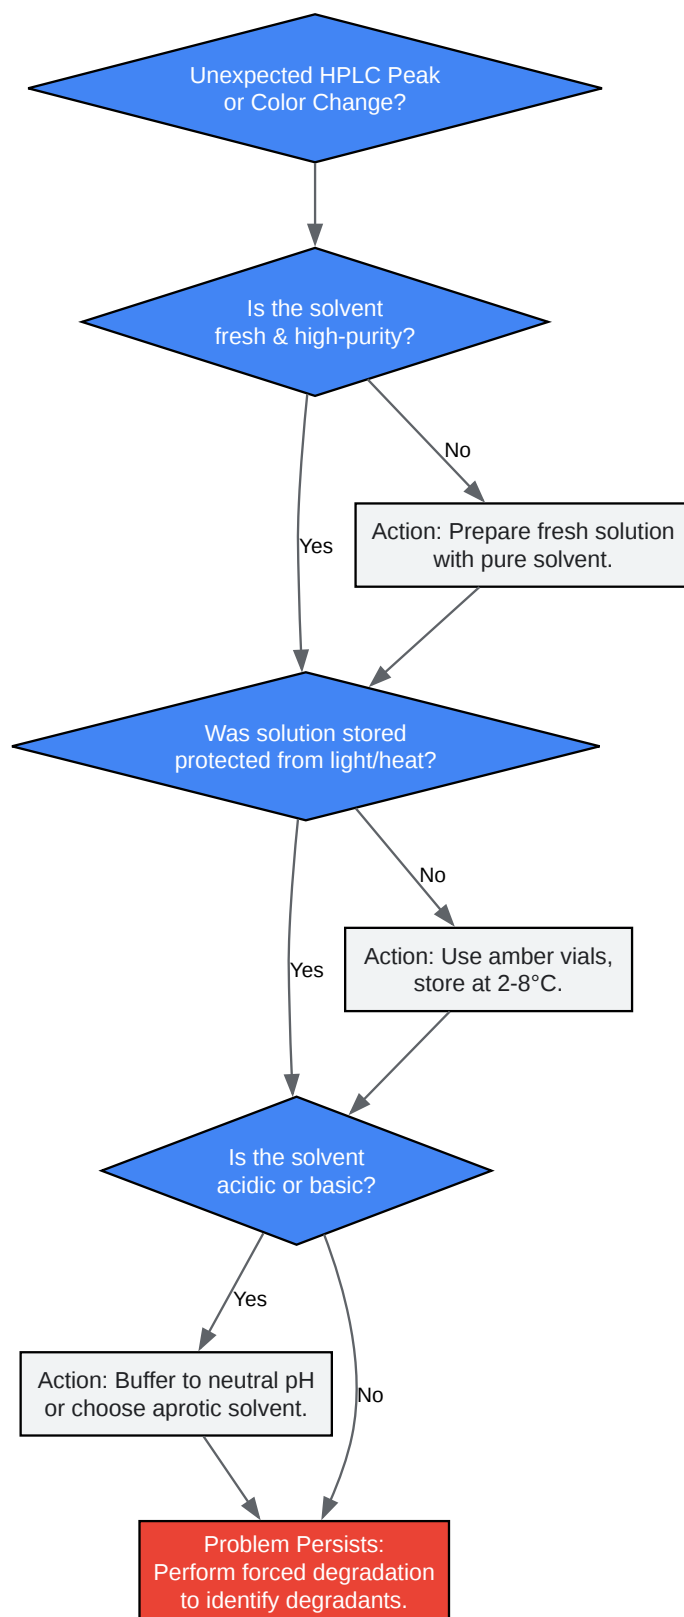 Unexpected HPLC Peak
or Color Change?
Is the solvent
fresh & high-purity?
No
Action: Prepare fresh solution
with pure solvent.
Yes
Was solution stored
protected from light/heat?
No
Action: Use amber vials,
store at 2-8°C.
Yes
Is the solvent
acidic or basic?
Yes
Action: Buffer to neutral pH
or choose aprotic solvent.
No
Problem Persists:
Perform forced degradation
to identify degradants.